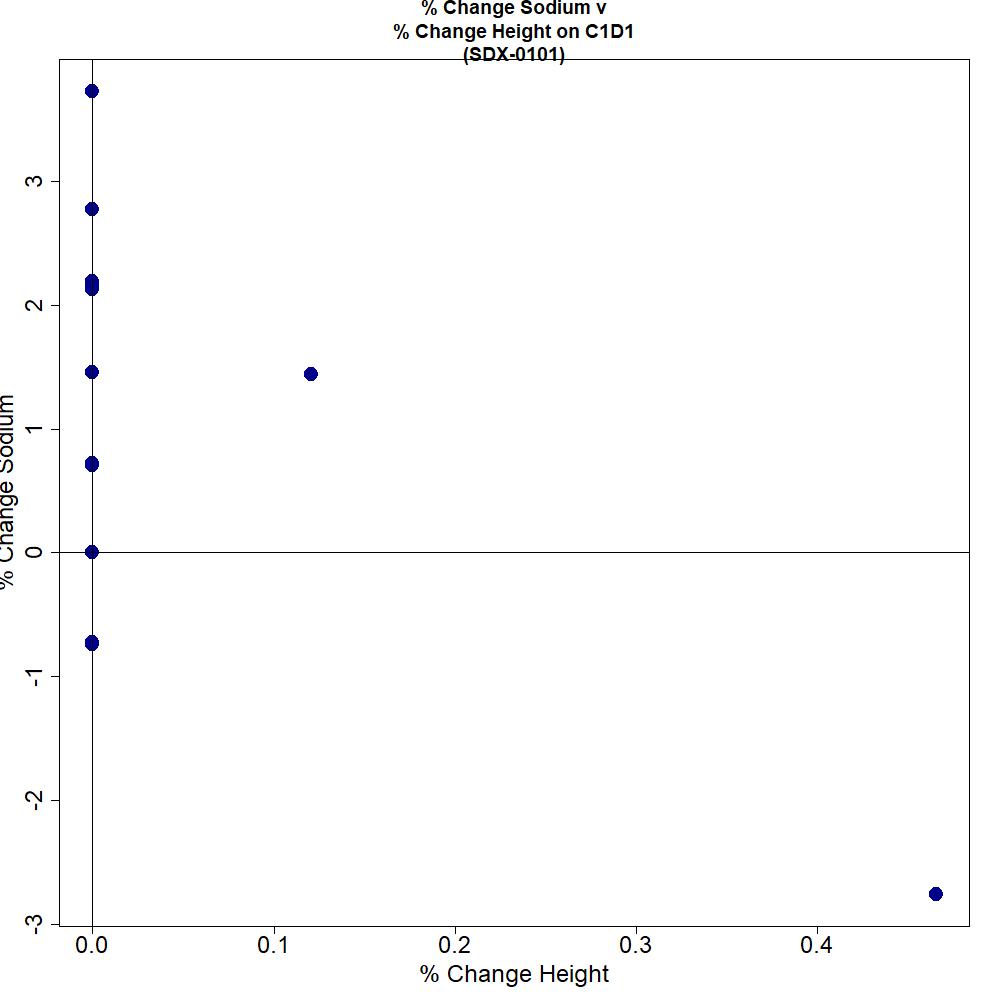 % Change Sodium v
% Change Height on C1D1
(SDX-0101)
% Change Sodium
3
2
1
0
-1
-2
-3
0.0
0.1
0.2
0.3
0.4
% Change Height